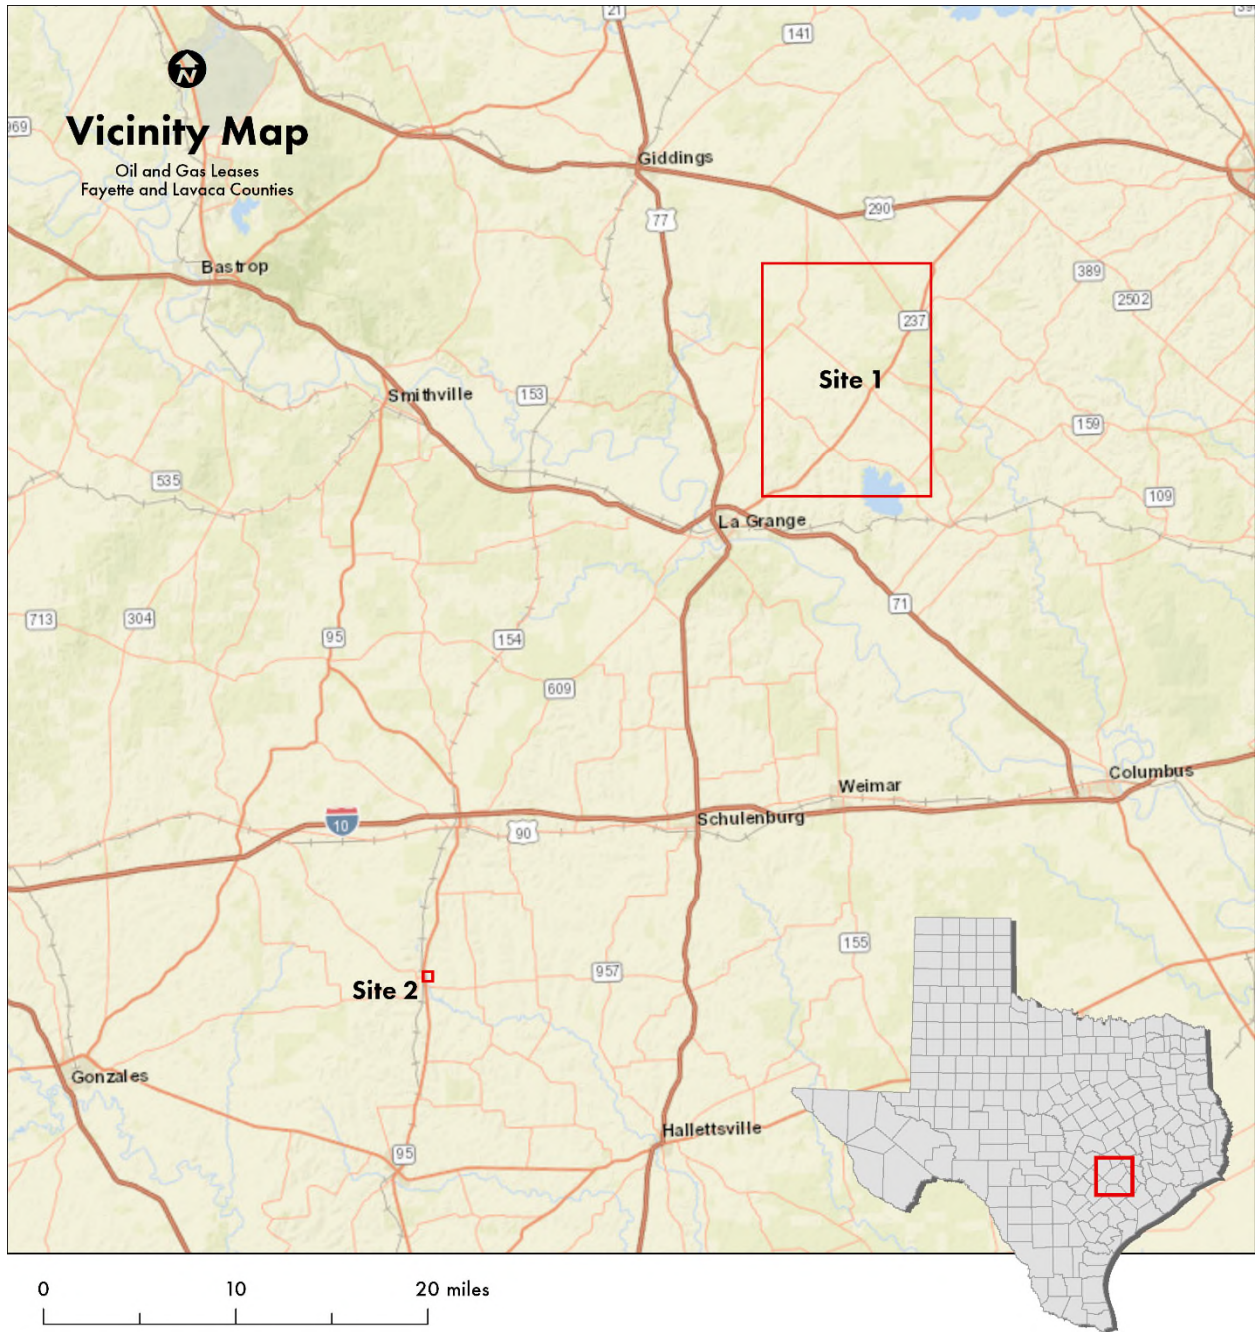 21
141
N
Vicinity Map
Oil and Gas Leases
Fayette and Lavaca Counties
969
Giddings
77
290
Bastrop
389
2502
237
Site 1
Smithville
153
159
535
109
La Grange
71
713
304
95
154
609
Columbus
Weimar
10
90
Schulenburg
155
957
Site 2
Gonzales
Hallettsville
95
0
10
20 miles